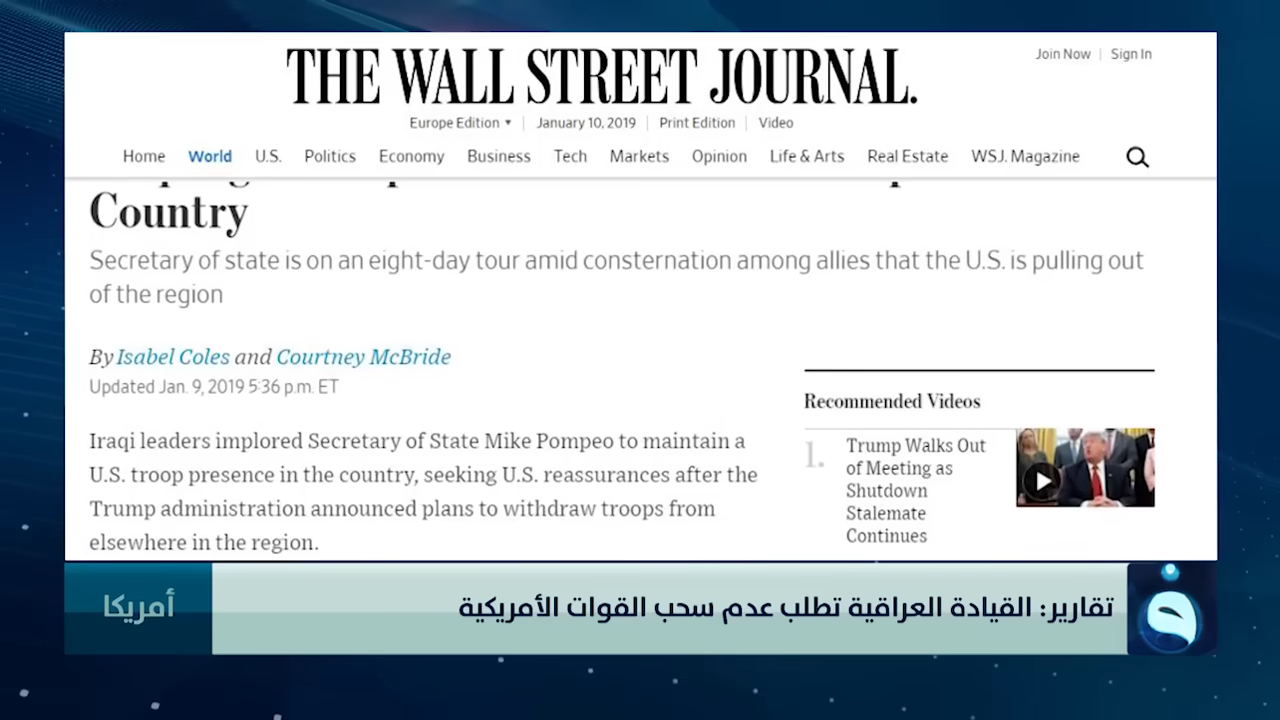 THE WALL STREET JOURNAL.
Join Now | Sign In
Europe Edition ▾ | January 10, 2019 | Print Edition | Video
Home World U.S. Politics Economy Business Tech Markets Opinion Life & Arts Real Estate WSJ. Magazine
Country
Secretary of state is on an eight-day tour amid consternation among allies that the U.S. is pulling out
of the region
By Isabel Coles and Courtney McBride
Updated Jan. 9, 2019 5:36 p.m. ET
Iraqi leaders implored Secretary of State Mike Pompeo to maintain a
U.S. troop presence in the country, seeking U.S. reassurances after the
Trump administration announced plans to withdraw troops from
elsewhere in the region.
Recommended Videos
1.
Trump Walks Out
of Meeting as
Shutdown
Stalemate
Continues
تقارير: القيادة العراقية تطلب عدم سحب القوات الأمريكية
أمريكا